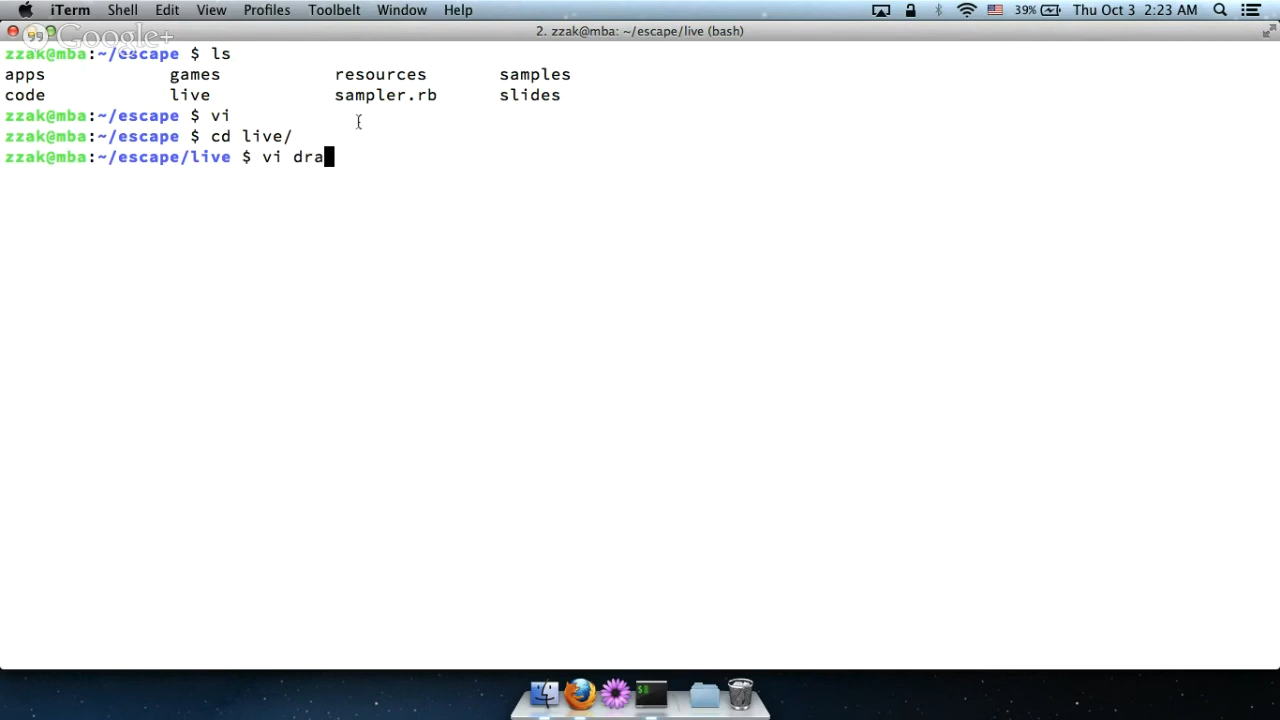 iTerm Shell Edit View Profiles Toolbelt Window Help 39% Thu Oct 3 2:23 AM
Google+ 2. zzak@mba: ~/escape/live (bash)
zzak@mba:~/escape $ ls
apps games resources samples
code live sampler.rb slides
zzak@mba:~/escape $ vi
zzak@mba:~/escape $ cd live/
zzak@mba:~/escape/live $ vi dra